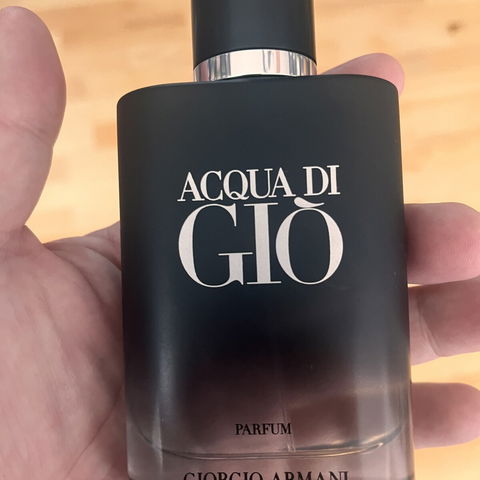 ACQUA DI
GIÒ
PARFUM
GIORGIO ARMANI